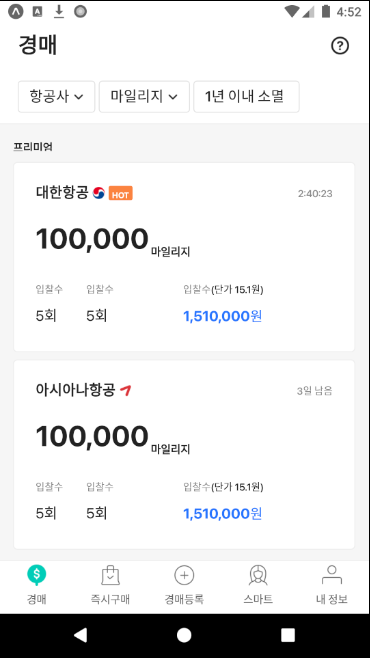 4:52
경매
항공사
마일리지
1년 이내 소멸
프리미엄
대한항공 HOT
2:40:23
100,000 마일리지
입찰수 입찰수 입찰수(단가 15.1원)
5회 5회 1,510,000원
아시아나항공
3일 남음
100,000 마일리지
입찰수 입찰수 입찰수(단가 15.1원)
5회 5회 1,510,000원
경매 즉시구매 경매등록 스마트 내 정보